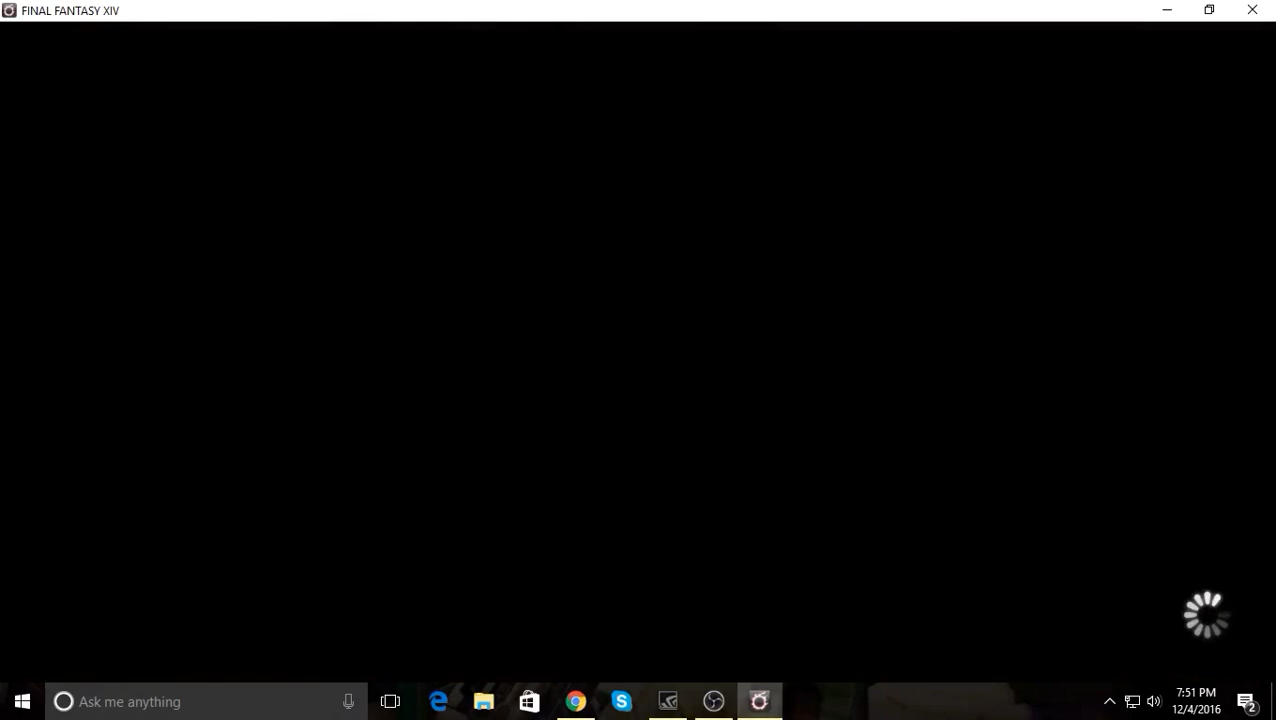 FINAL FANTASY XIV
Ask me anything
7:51 PM
12/4/2016
2